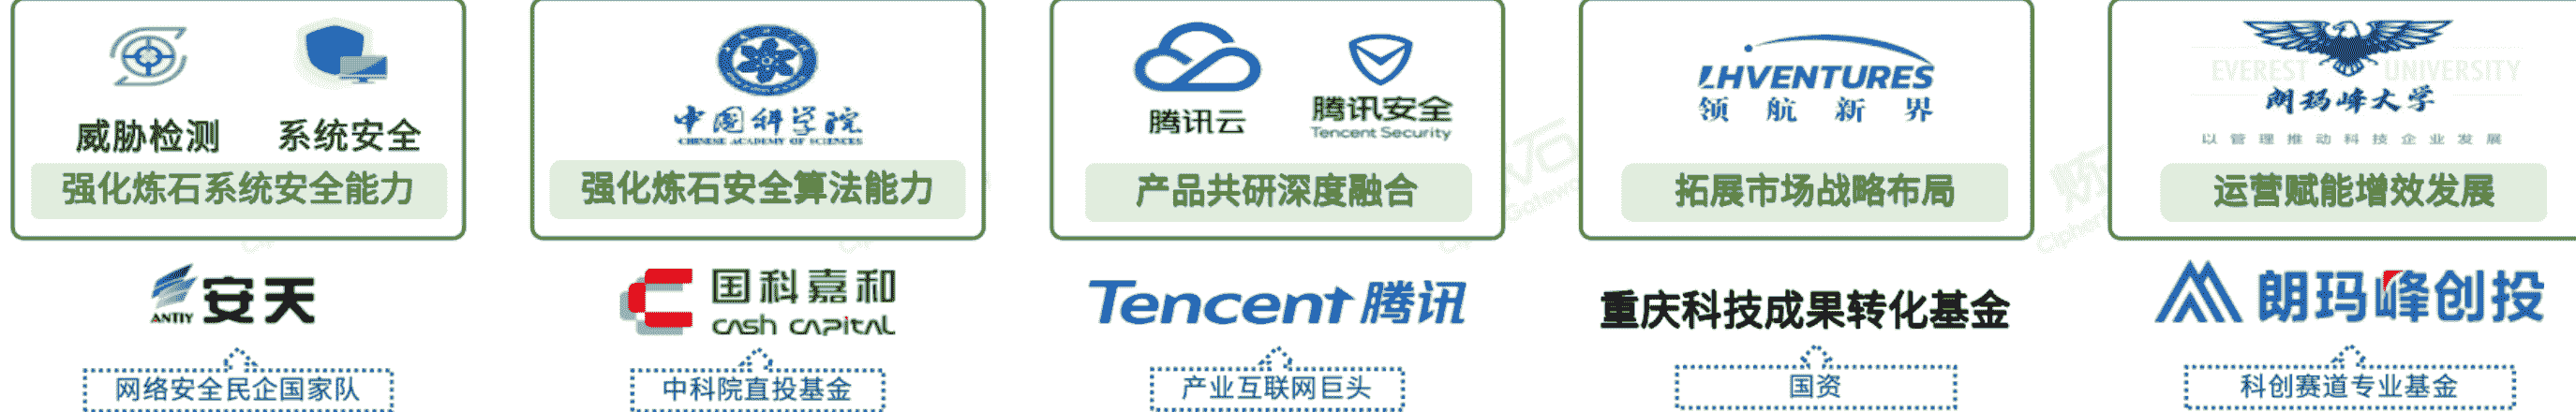 威胁检测
系统安全
强化炼石系统安全能力
ANTIY 安天
网络安全民企国家队
中国科学院
CHINESE ACADEMY OF SCIENCES
强化炼石安全算法能力
国科嘉和
CASH CAPITAL
中科院直投基金
腾讯云
腾讯安全
Tencent Security
产品共研深度融合
Tencent 腾讯
产业互联网巨头
LHVENTURES
领航新界
拓展市场战略布局
重庆科技成果转化基金
国资
EVEREST UNIVERSITY
朗玛峰大学
以管理推动科技企业发展
运营赋能增效发展
朗玛峰创投
科创赛道专业基金